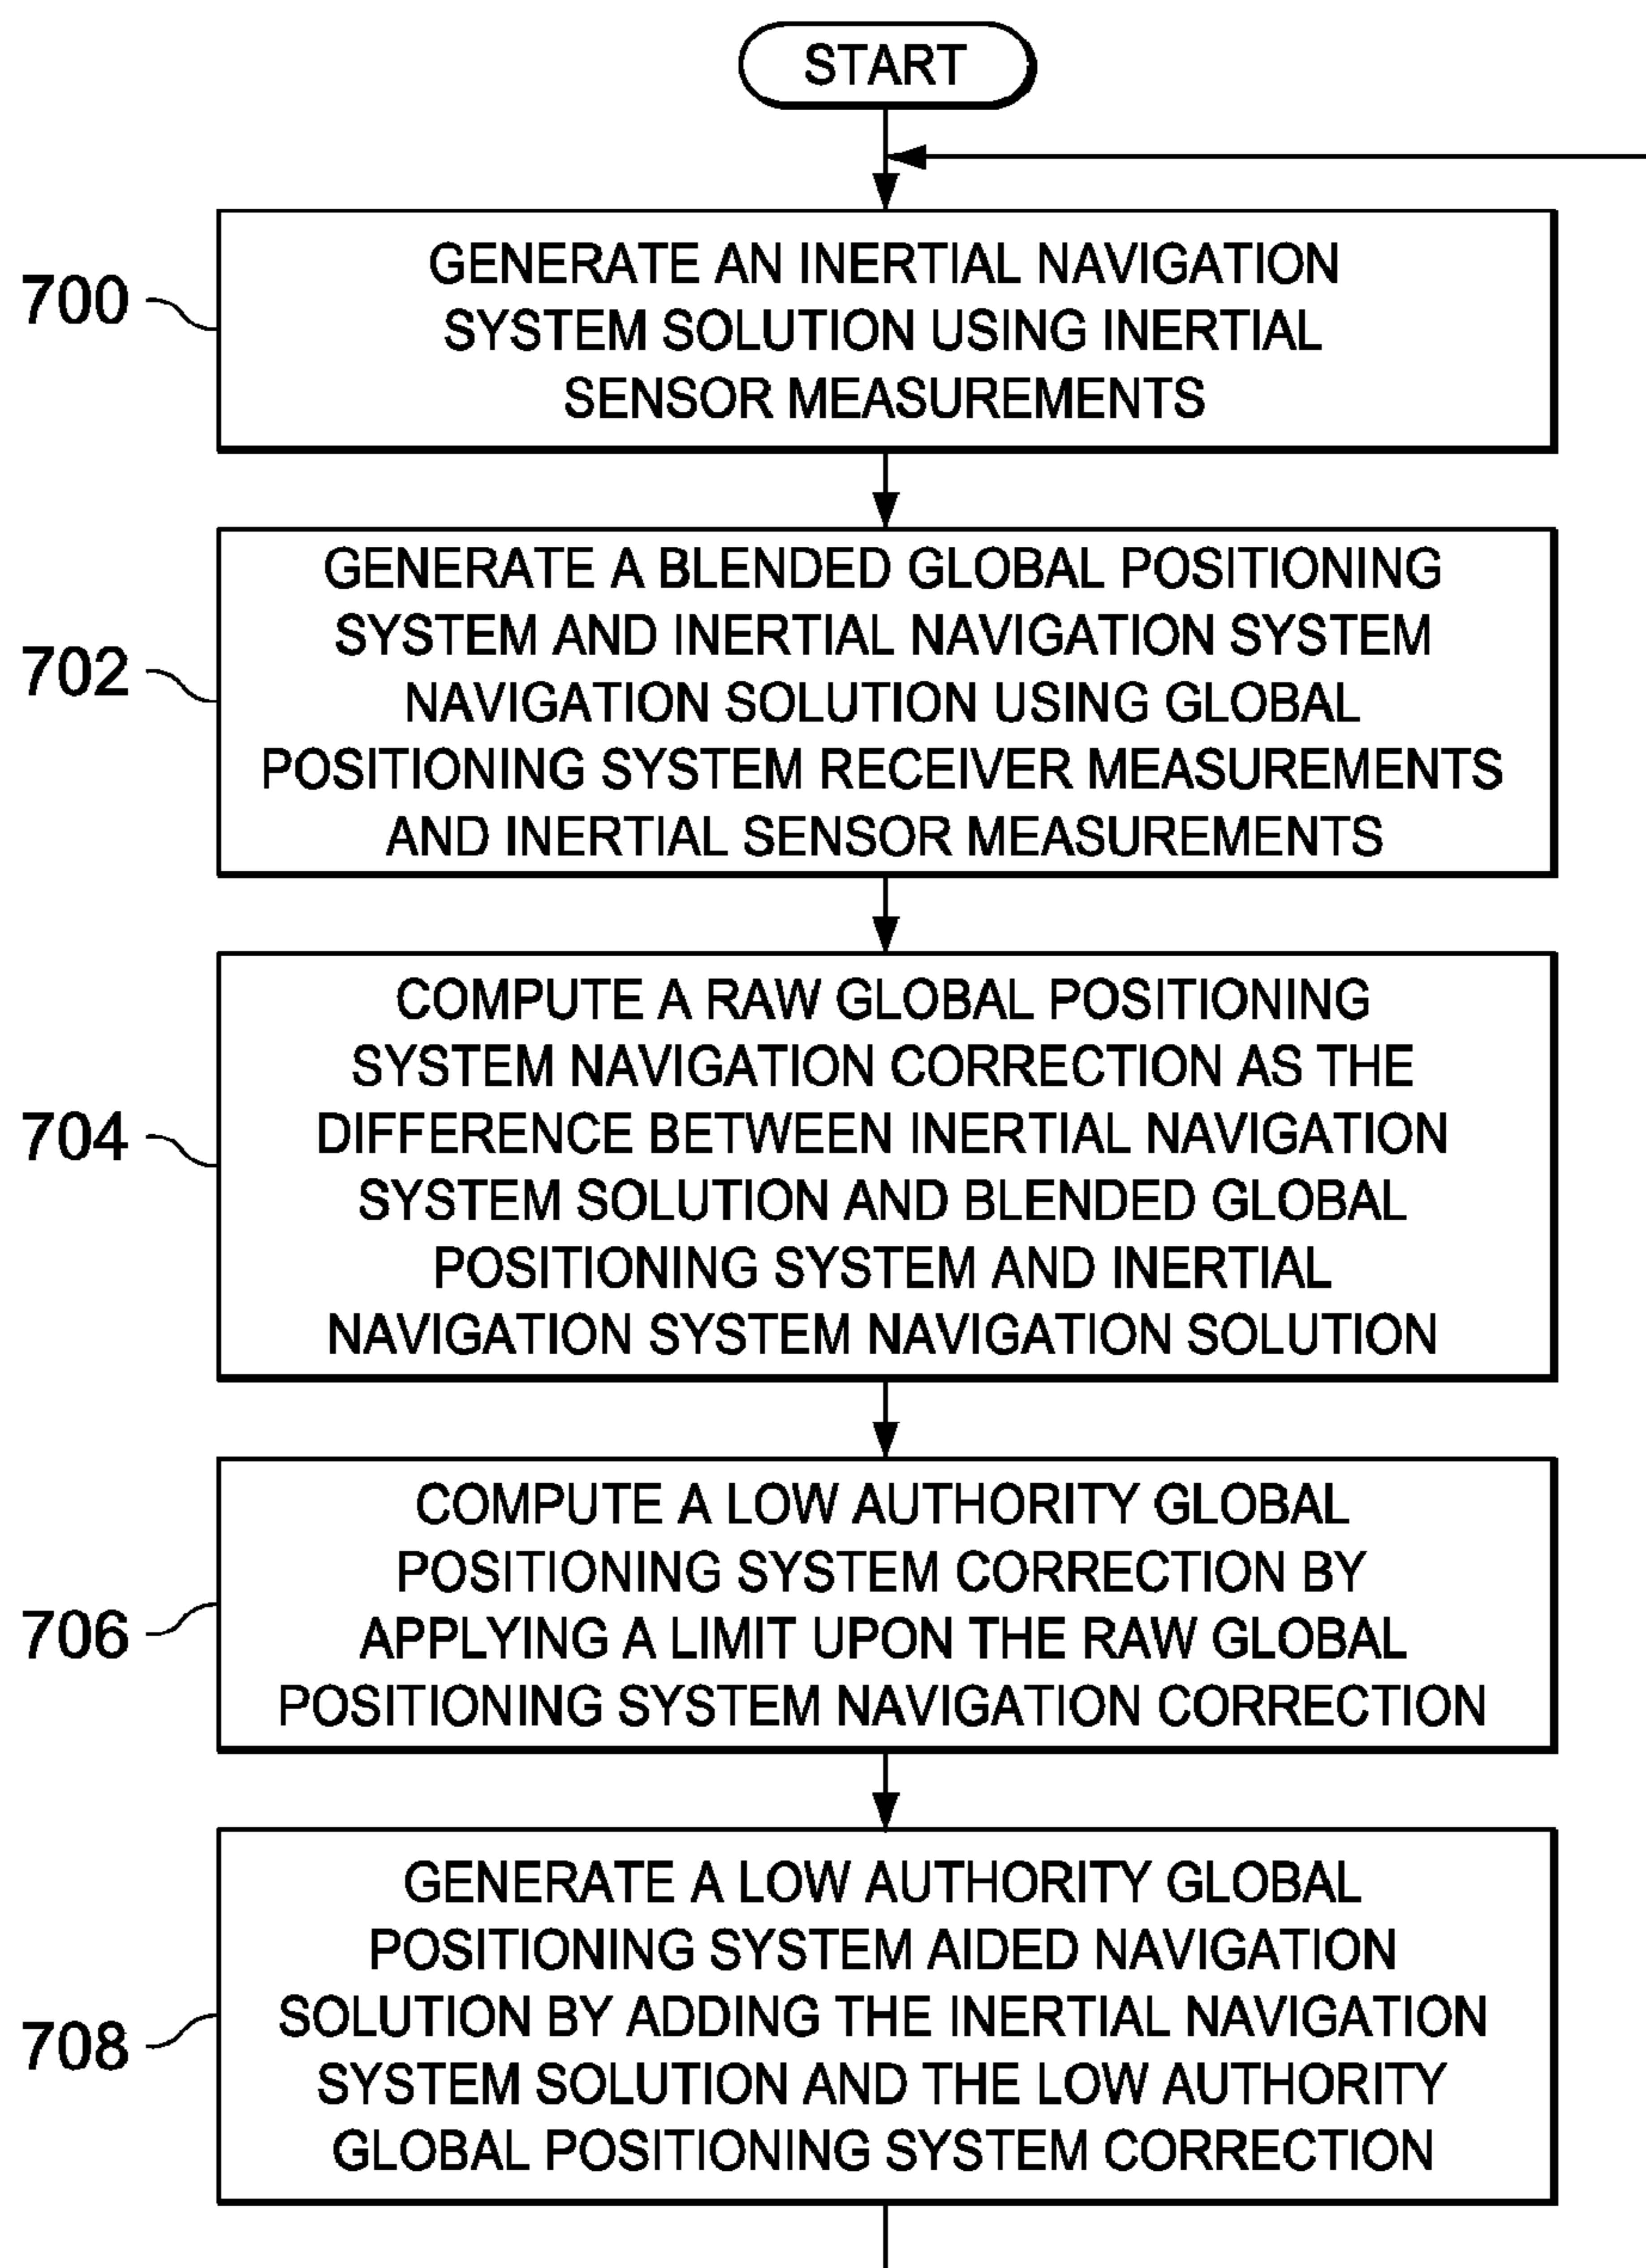 START
700
GENERATE AN INERTIAL NAVIGATION
SYSTEM SOLUTION USING INERTIAL
SENSOR MEASUREMENTS
702
GENERATE A BLENDED GLOBAL POSITIONING
SYSTEM AND INERTIAL NAVIGATION SYSTEM
NAVIGATION SOLUTION USING GLOBAL
POSITIONING SYSTEM RECEIVER MEASUREMENTS
AND INERTIAL SENSOR MEASUREMENTS
704
COMPUTE A RAW GLOBAL POSITIONING
SYSTEM NAVIGATION CORRECTION AS THE
DIFFERENCE BETWEEN INERTIAL NAVIGATION
SYSTEM SOLUTION AND BLENDED GLOBAL
POSITIONING SYSTEM AND INERTIAL
NAVIGATION SYSTEM NAVIGATION SOLUTION
706
COMPUTE A LOW AUTHORITY GLOBAL
POSITIONING SYSTEM CORRECTION BY
APPLYING A LIMIT UPON THE RAW GLOBAL
POSITIONING SYSTEM NAVIGATION CORRECTION
708
GENERATE A LOW AUTHORITY GLOBAL
POSITIONING SYSTEM AIDED NAVIGATION
SOLUTION BY ADDING THE INERTIAL NAVIGATION
SYSTEM SOLUTION AND THE LOW AUTHORITY
GLOBAL POSITIONING SYSTEM CORRECTION